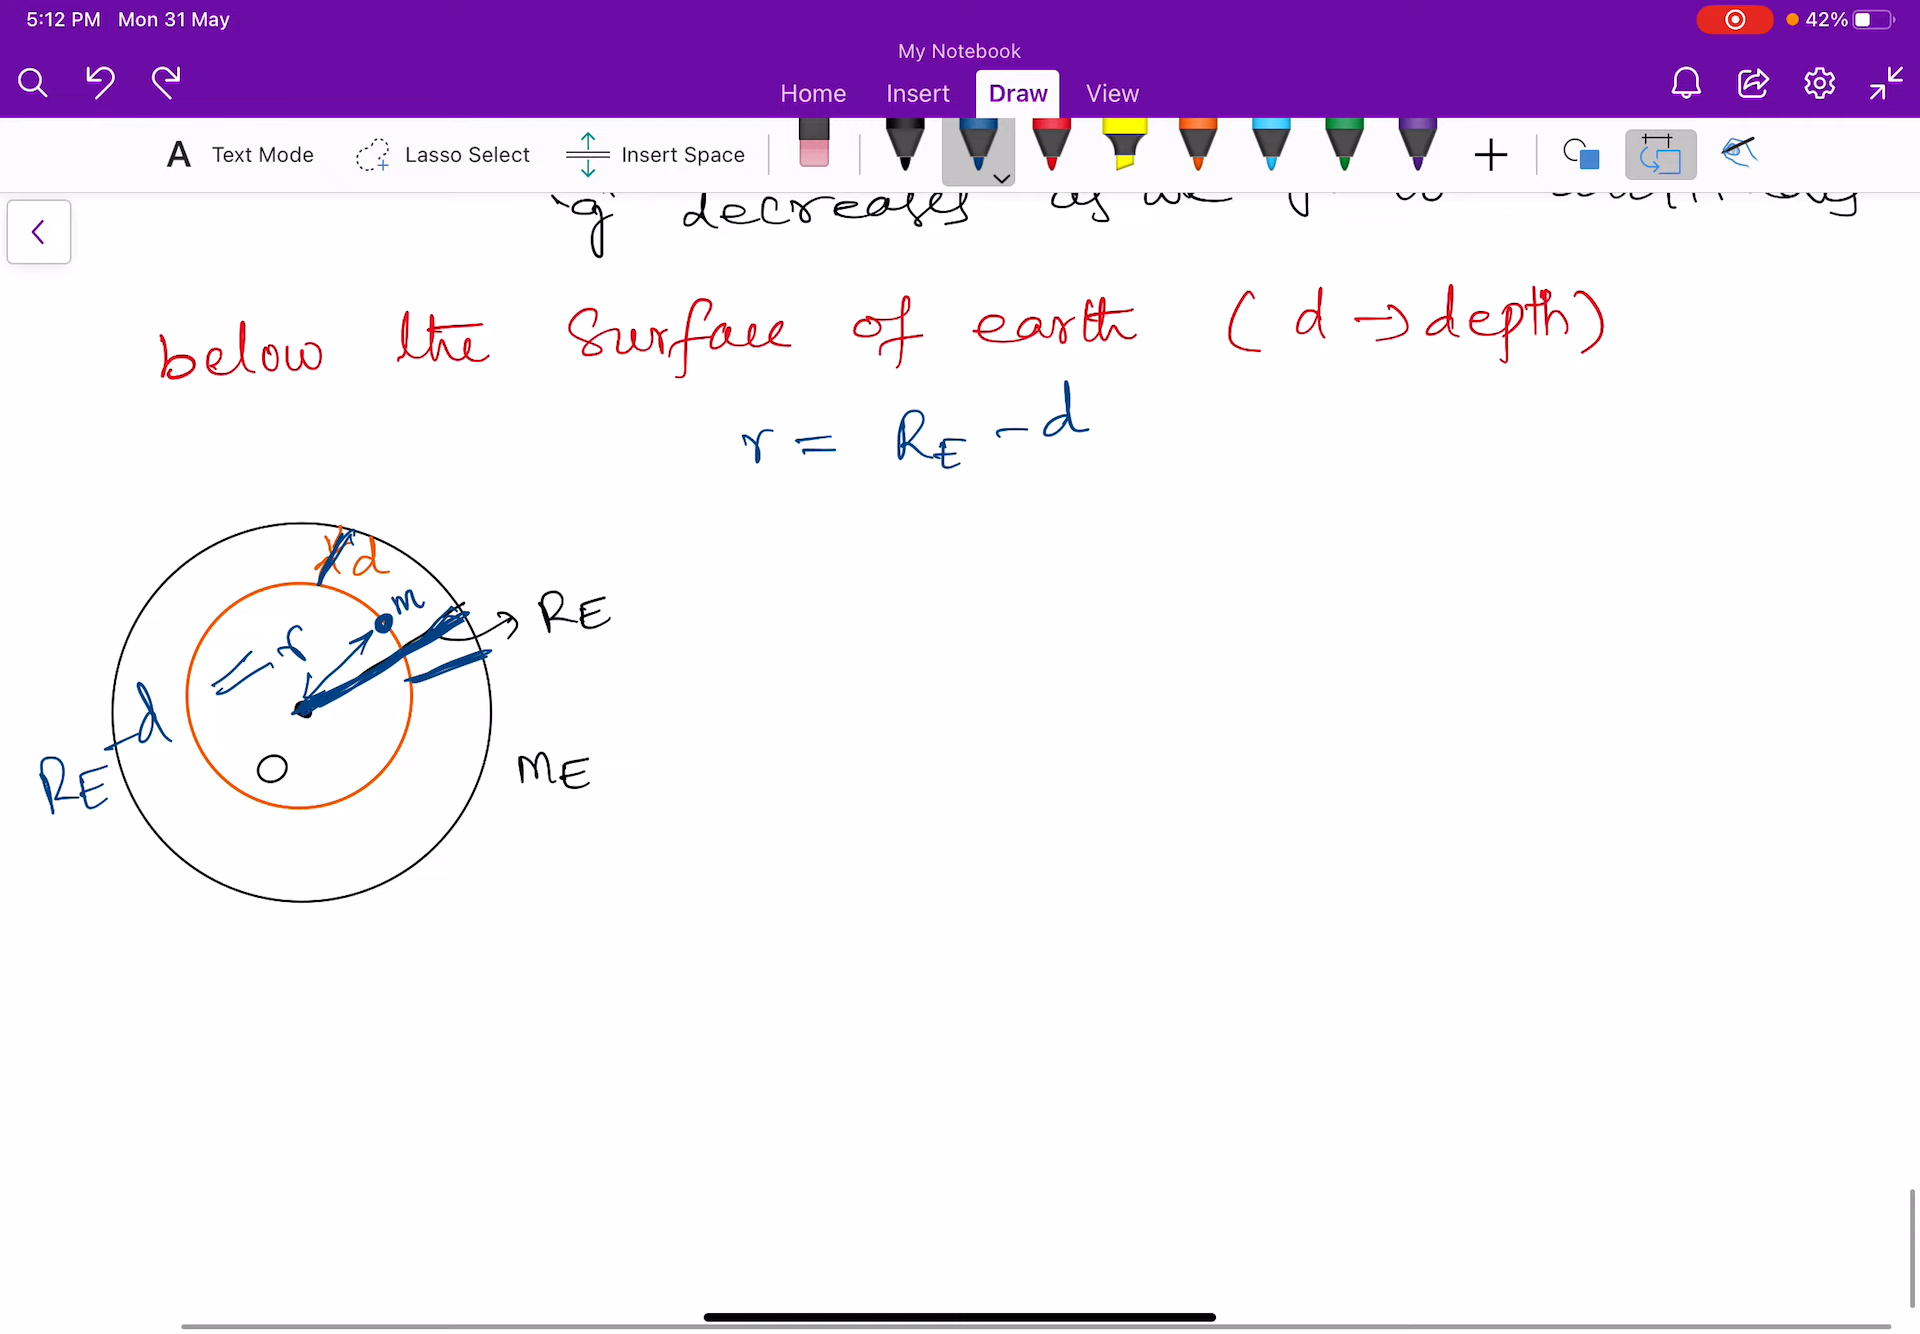 5:12 PM Mon 31 May
42%
My Notebook
Home Insert Draw View
A Text Mode Lasso Select Insert Space
'g' decreases as we
below the Surface of earth ( d → depth )
r = RE - d
d
m
RE
r
RE - d
O
ME